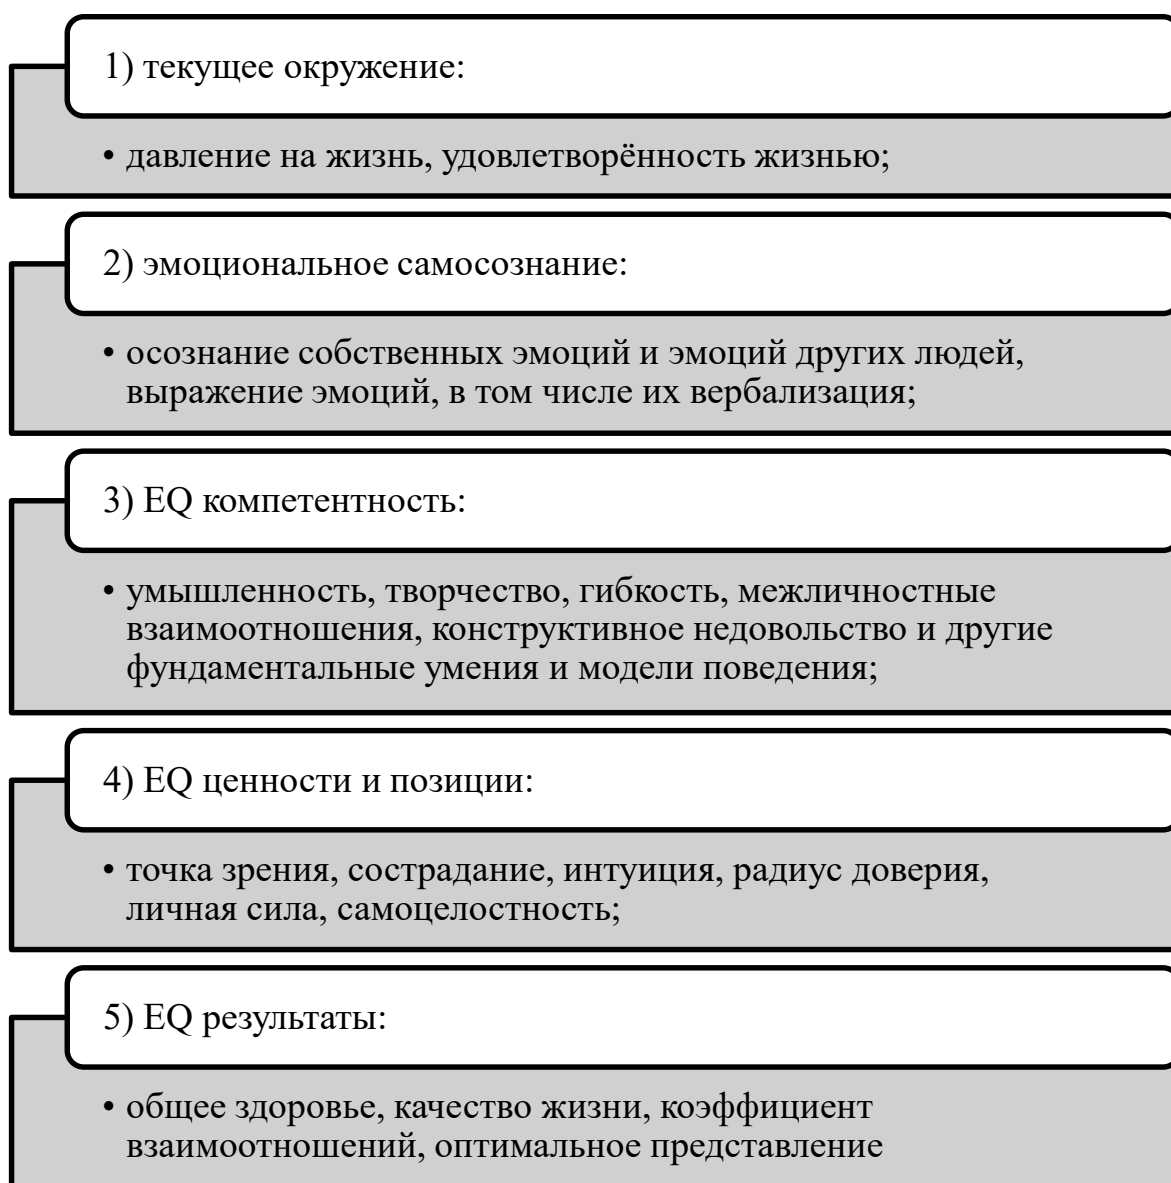 1) текущее окружение:
• давление на жизнь, удовлетворённость жизнью;
2) эмоциональное самосознание:
• осознание собственных эмоций и эмоций других людей,
выражение эмоций, в том числе их вербализация;
3) EQ компетентность:
• умышленность, творчество, гибкость, межличностные
взаимоотношения, конструктивное недовольство и другие
фундаментальные умения и модели поведения;
4) EQ ценности и позиции:
• точка зрения, сострадание, интуиция, радиус доверия,
личная сила, самоцелостность;
5) EQ результаты:
• общее здоровье, качество жизни, коэффициент
взаимоотношений, оптимальное представление